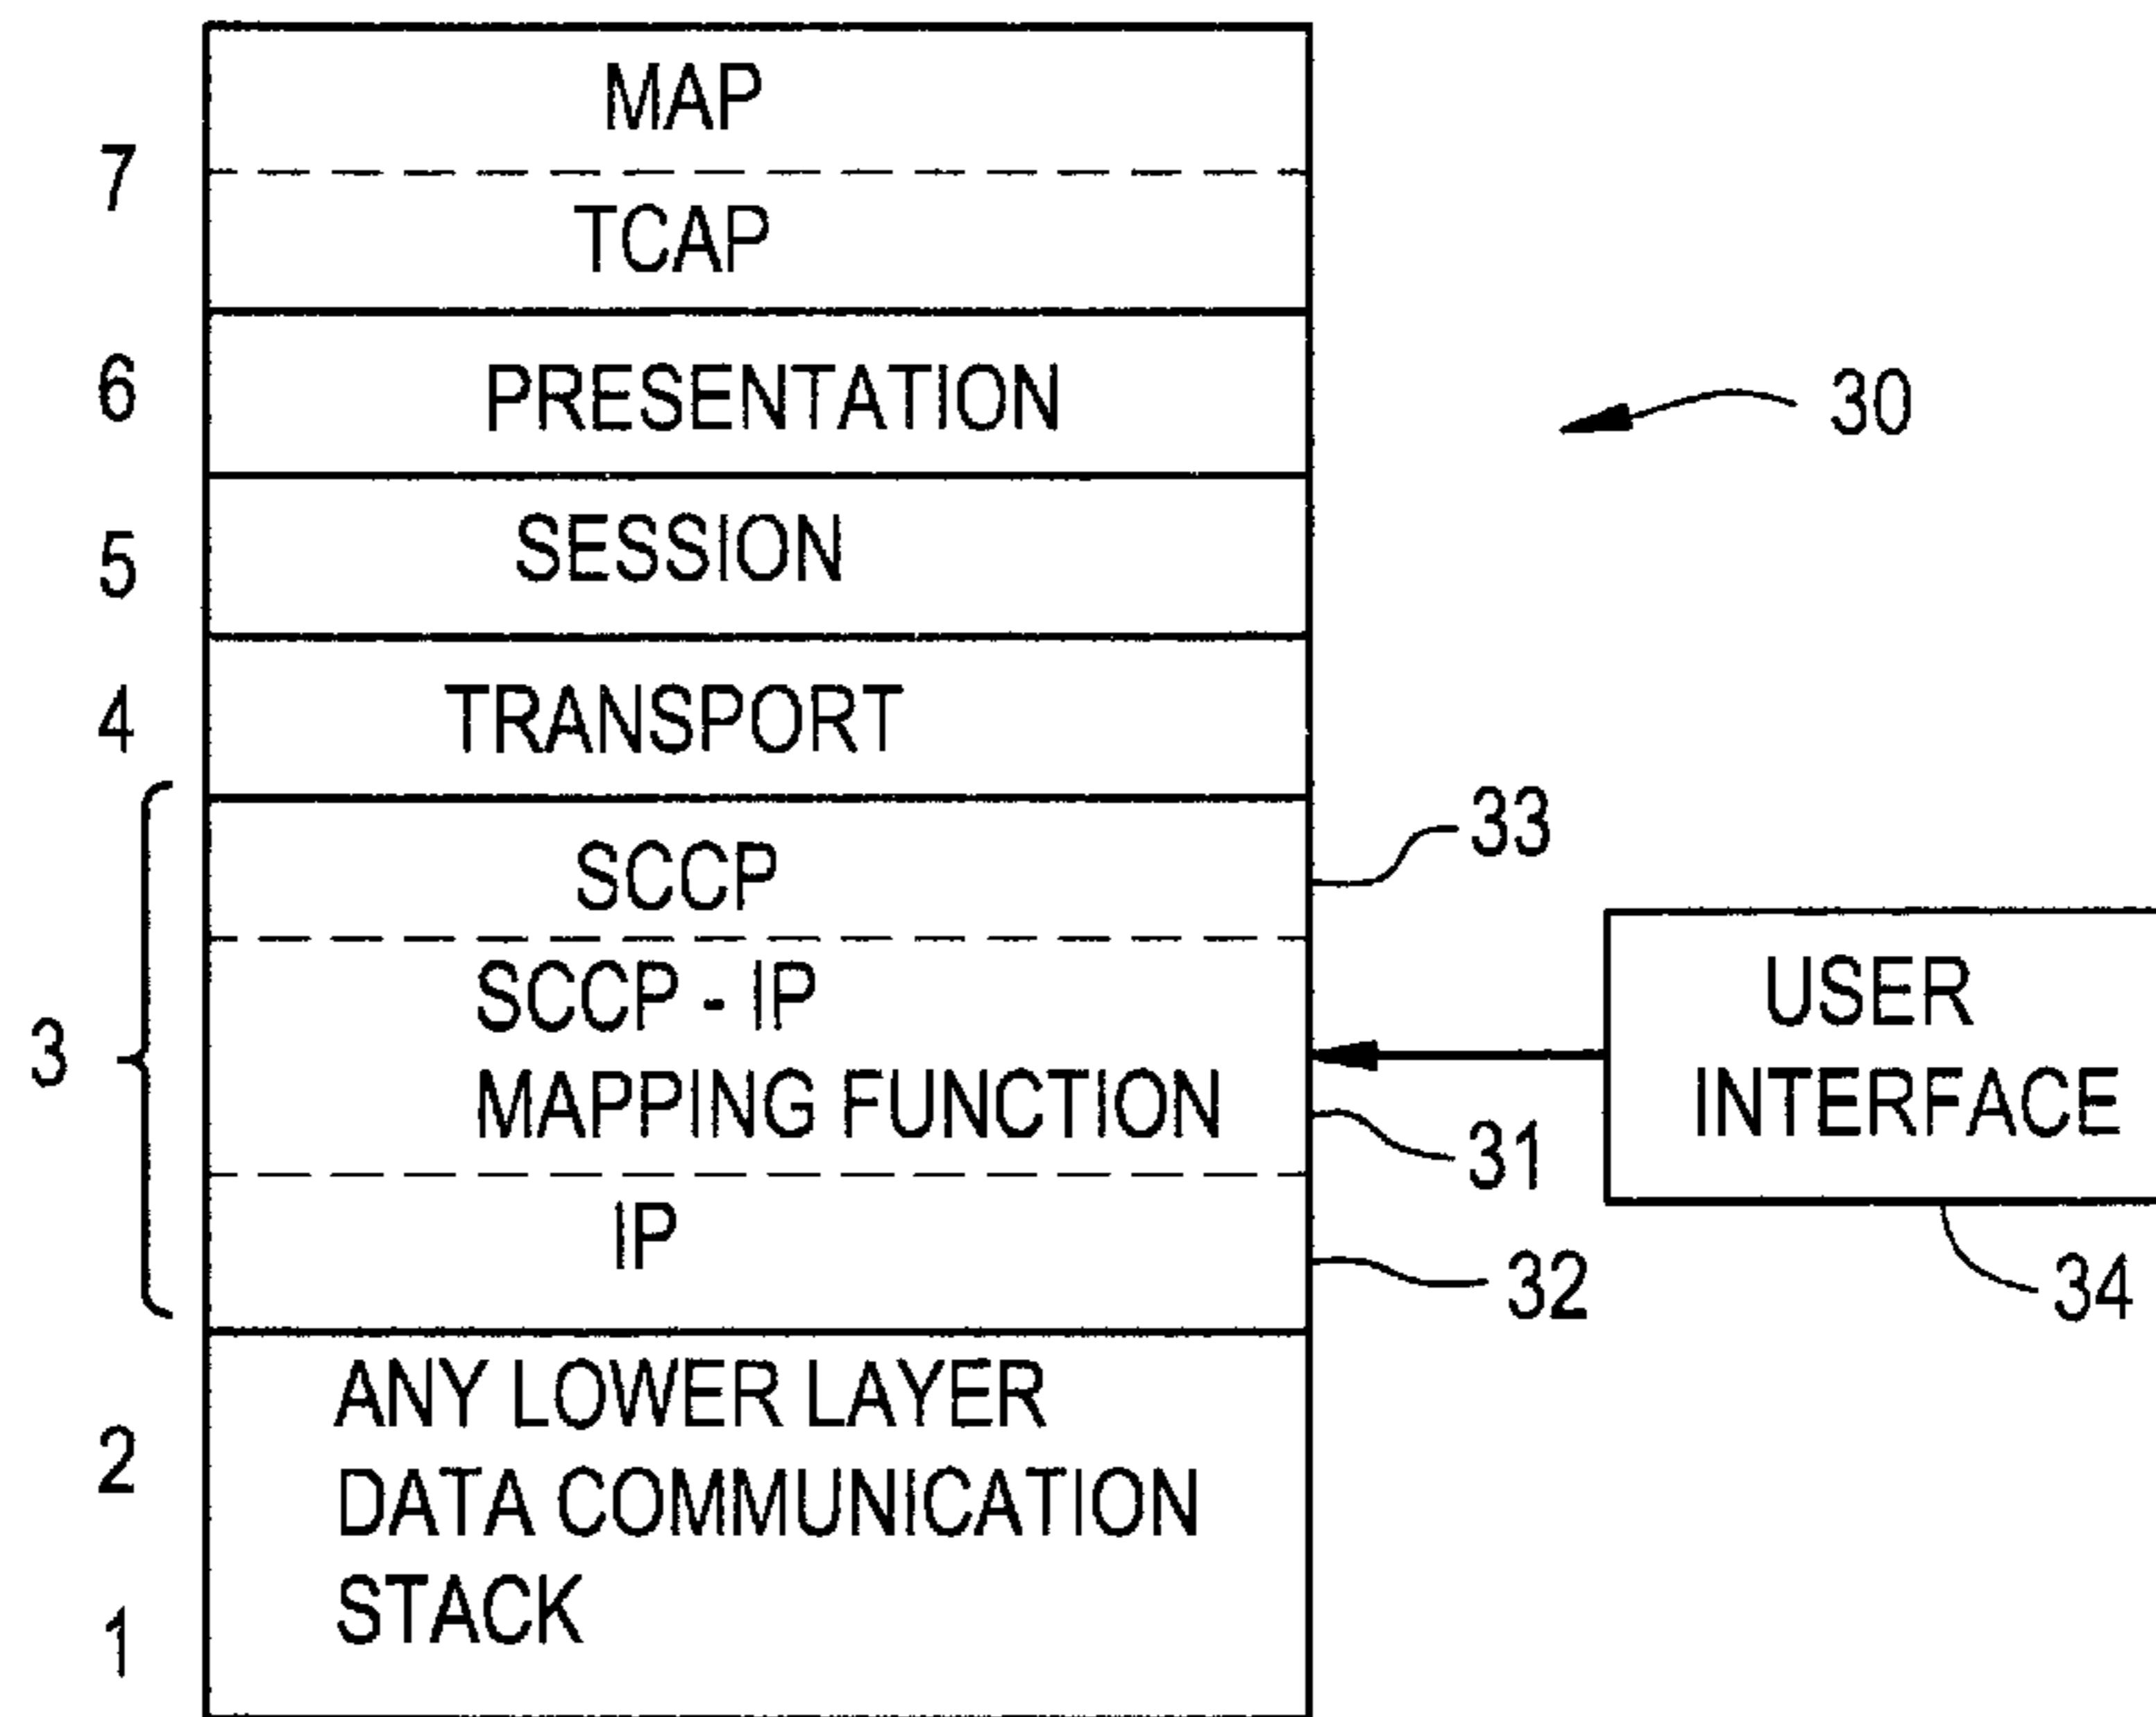 MAP
7
TCAP
6
PRESENTATION
30
5
SESSION
4
TRANSPORT
3
SCCP
33
SCCP - IP
MAPPING FUNCTION
31
IP
32
USER
INTERFACE
34
2
1
ANY LOWER LAYER
DATA COMMUNICATION
STACK